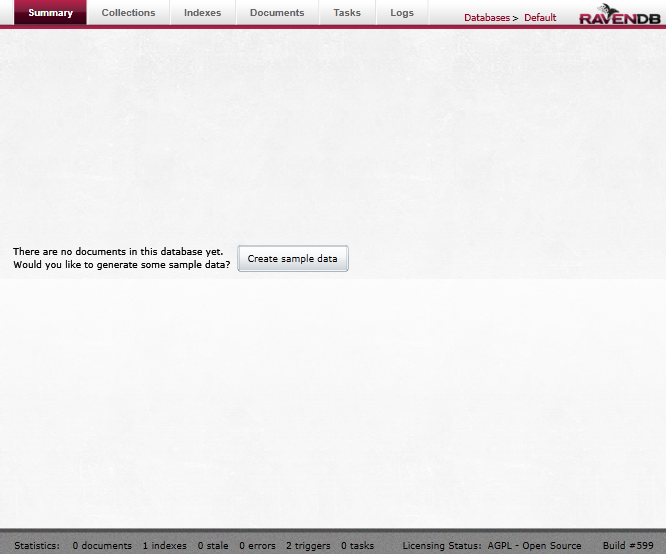 Summary Collections Indexes Documents Tasks Logs Databases > Default RAVENDB
There are no documents in this database yet.
Would you like to generate some sample data? Create sample data
Statistics: 0 documents 1 indexes 0 stale 0 errors 2 triggers 0 tasks Licensing Status: AGPL - Open Source Build #599